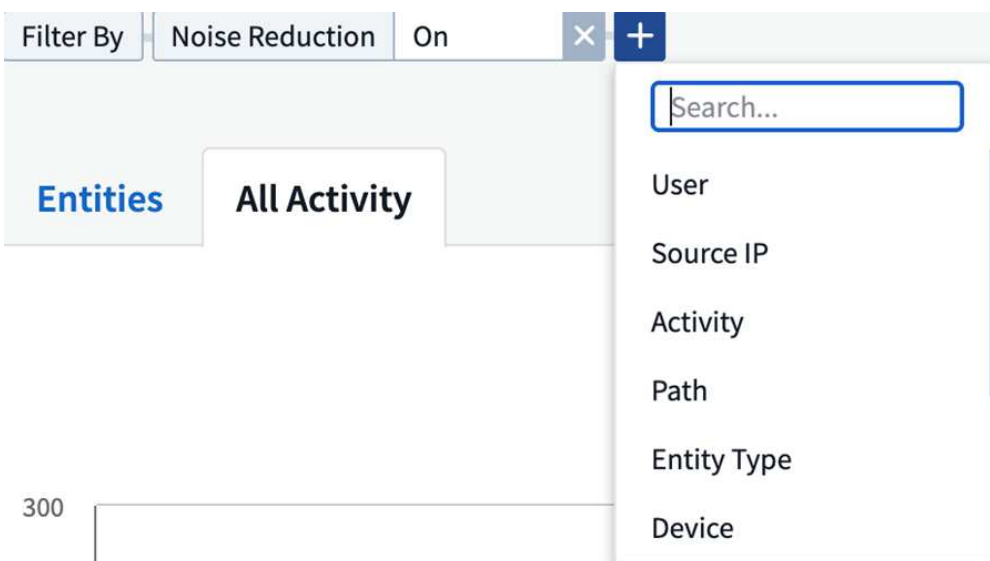 Filter By Noise Reduction On × +
Search...
User
Entities All Activity
Source IP
Activity
Path
Entity Type
300
Device